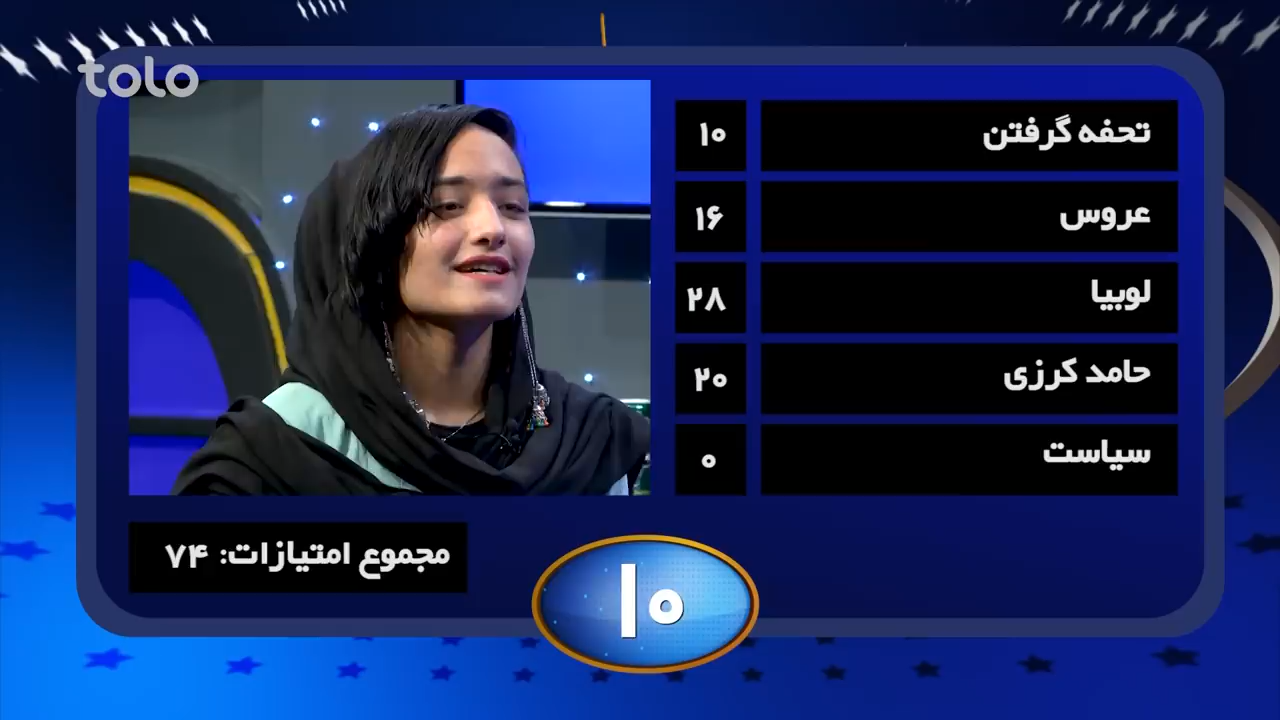 tolo
تحفه گرفتن ۱۰
عروس ۱۶
لوبیا ۲۸
حامد کرزی ۲۰
سیاست ۰
مجموع امتیازات: ۷۴
۱۰